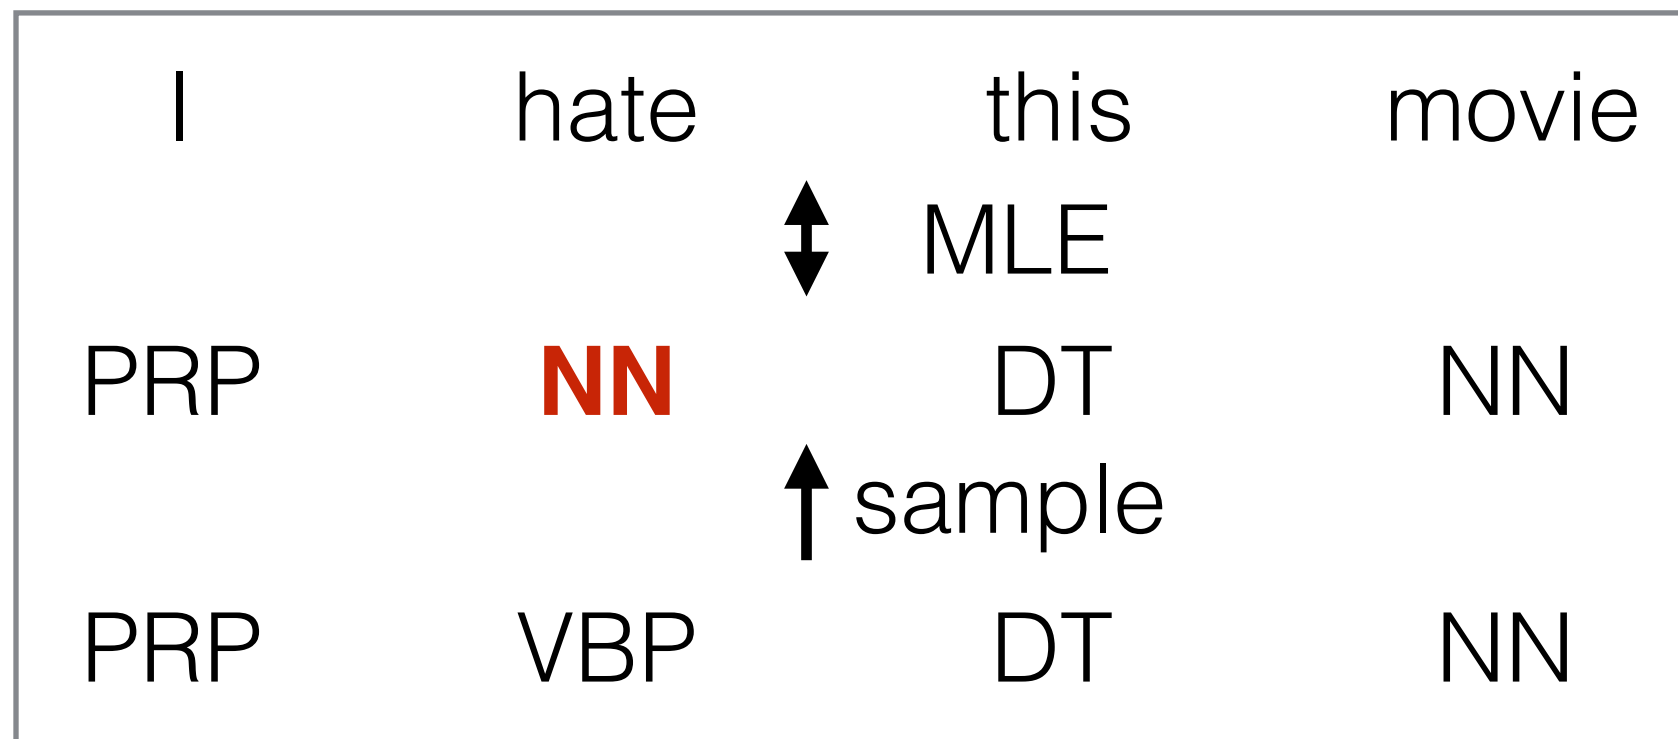 I hate this movie
MLE
PRP NN DT NN
sample
PRP VBP DT NN